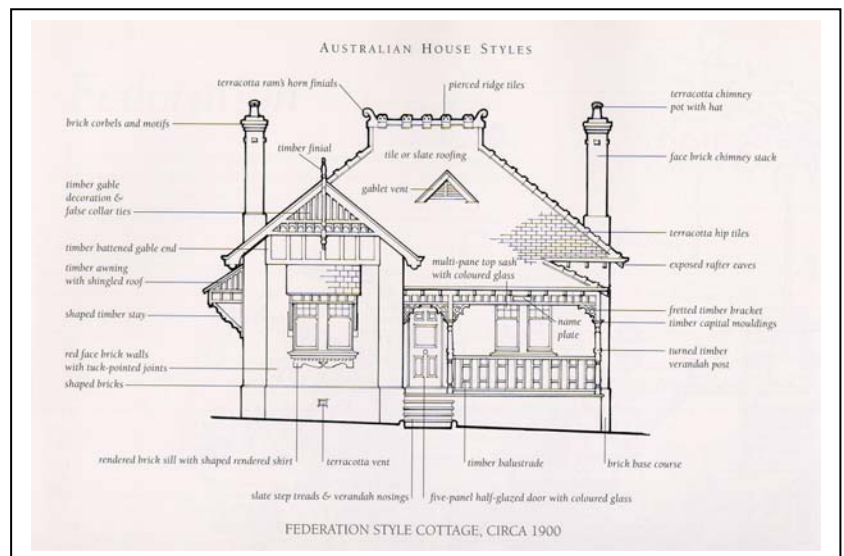 AUSTRALIAN HOUSE STYLES
terracotta ram's horn finials
pierced ridge tiles
terracotta chimney
pot with hat
brick corbels and motifs
timber finial
tile or slate roofing
face brick chimney stack
timber gable
decoration &
false collar ties
gablet vent
terracotta hip tiles
timber battened gable end
multi-pane top sash
with coloured glass
exposed rafter eaves
timber awning
with shingled roof
shaped timber stay
name
plate
fretted timber bracket
timber capital mouldings
red face brick walls
with tuck-pointed joints
turned timber
verandah post
shaped bricks
rendered brick sill with shaped rendered skirt
terracotta vent
timber balustrade
brick base course
slate step treads & verandah nosings
five-panel half-glazed door with coloured glass
FEDERATION STYLE COTTAGE, CIRCA 1900